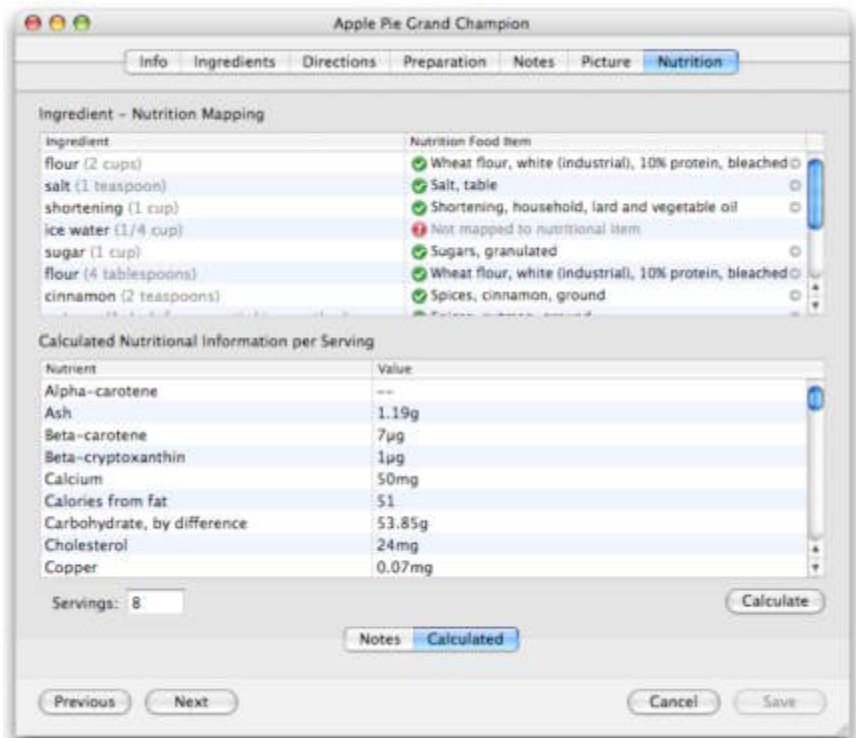 Apple Pie Grand Champion
Info Ingredients Directions Preparation Notes Picture Nutrition
Ingredient - Nutrition Mapping
Ingredient Nutrition Food Item
flour (2 cups) Wheat flour, white (industrial), 10% protein, bleached
salt (1 teaspoon) Salt, table
shortening (1 cup) Shortening, household, lard and vegetable oil
ice water (1/4 cup) Not mapped to nutritional item
sugar (1 cup) Sugars, granulated
flour (4 tablespoons) Wheat flour, white (industrial), 10% protein, bleached
cinnamon (2 teaspoons) Spices, cinnamon, ground
Calculated Nutritional Information per Serving
Nutrient Value
Alpha-carotene --
Ash 1.19g
Beta-carotene 7µg
Beta-cryptoxanthin 1µg
Calcium 50mg
Calories from fat 51
Carbohydrate, by difference 53.85g
Cholesterol 24mg
Copper 0.07mg
Servings: 8 Calculate
Notes Calculated
Previous Next Cancel Save